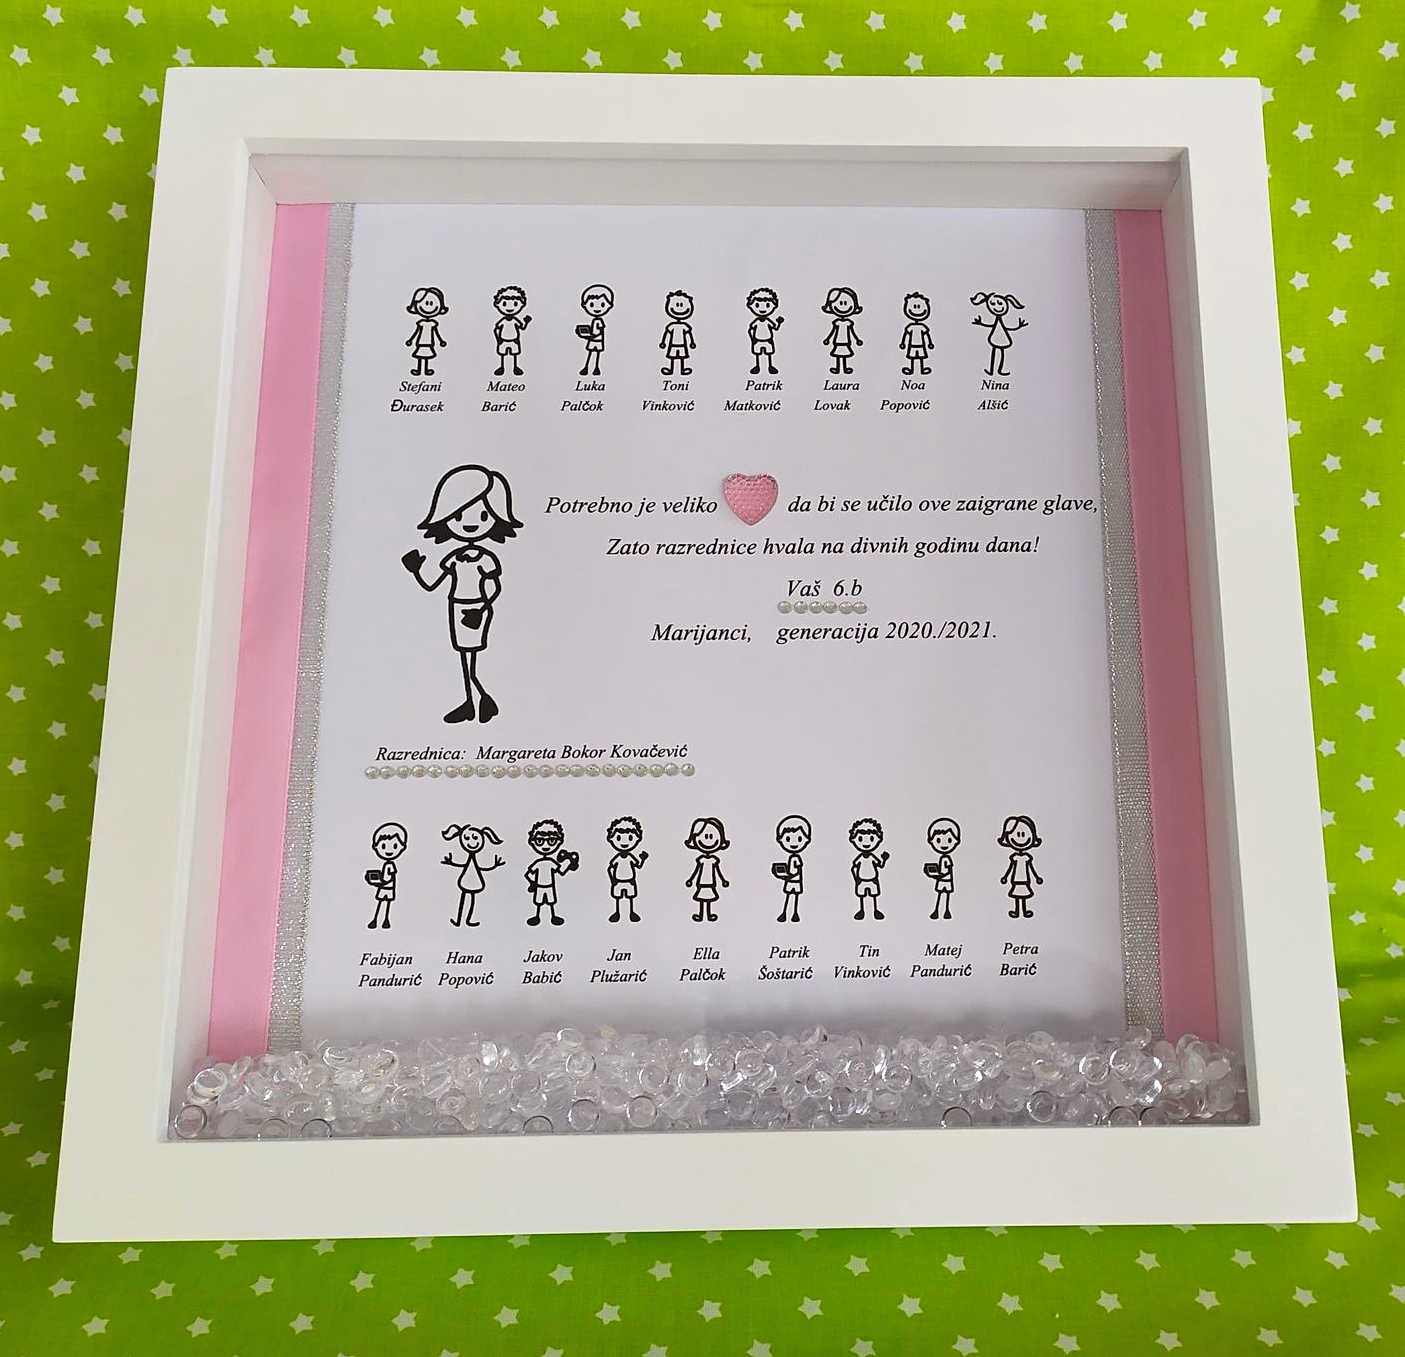 Stefani Mateo Luka Toni Patrik Laura Noa Nina
Đurasek Barić Palčok Vinković Matković Lovak Popović Alšić
Potrebno je veliko da bi se učilo ove zaigrane glave,
Zato razrednice hvala na divnih godinu dana!
Vaš 6.b
Marijanci, generacija 2020./2021.
Razrednica: Margareta Bokor Kovačević
Fabijan Hana Jakov Jan Ella Patrik Tin Matej Petra
Pandurić Popović Babić Plužarić Palčok Šoštarić Vinković Pandurić Barić